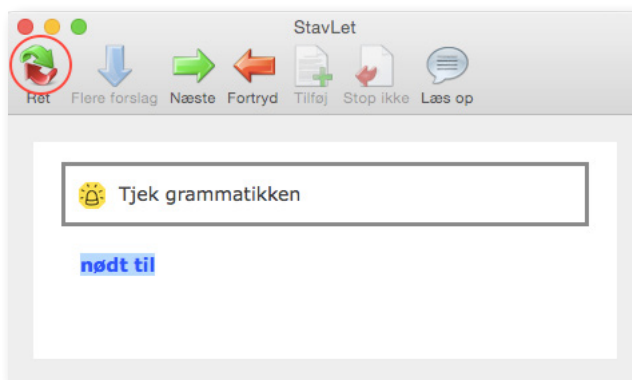 StavLet
Ret Flere forslag Næste Fortryd Tilføj Stop ikke Læs op
Tjek grammatikken
nødt til